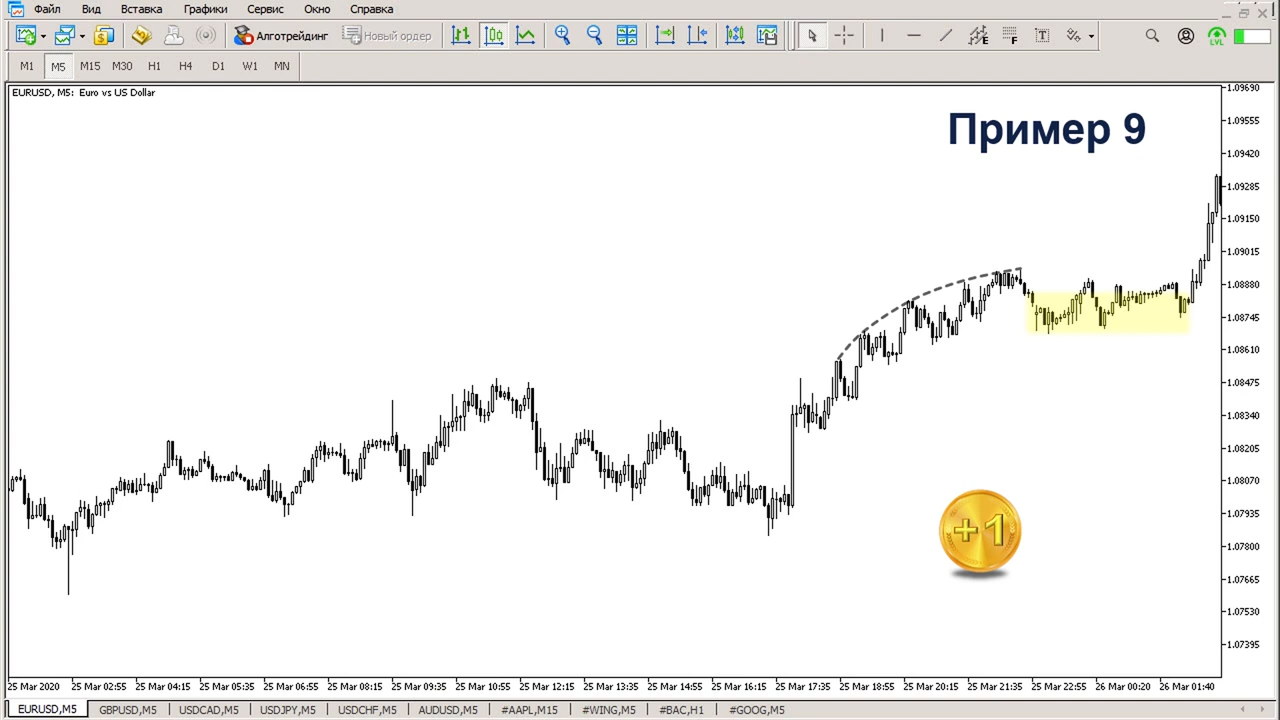 Файл Вид Вставка Графики Сервис Окно Справка
Алготрейдинг Новый ордер E F T LVL
M1 M5 M15 M30 H1 H4 D1 W1 MN
EURUSD, M5: Euro vs US Dollar
Пример 9
1.09690
1.09555
1.09420
1.09285
1.09150
1.09015
1.08880
1.08745
1.08610
1.08475
1.08340
1.08205
1.08070
1.07935
1.07800
1.07665
1.07530
1.07395
+1
25 Mar 2020 25 Mar 02:55 25 Mar 04:15 25 Mar 05:35 25 Mar 06:55 25 Mar 08:15 25 Mar 09:35 25 Mar 10:55 25 Mar 12:15 25 Mar 13:35 25 Mar 14:55 25 Mar 16:15 25 Mar 17:35 25 Mar 18:55 25 Mar 20:15 25 Mar 21:35 25 Mar 22:55 26 Mar 00:20 26 Mar 01:40
EURUSD,M5 GBPUSD,M5 USDCAD,M5 USDJPY,M5 USDCHF,M5 AUDUSD,M5 #AAPL,M15 #WING,M5 #BAC,H1 #GOOG,M5